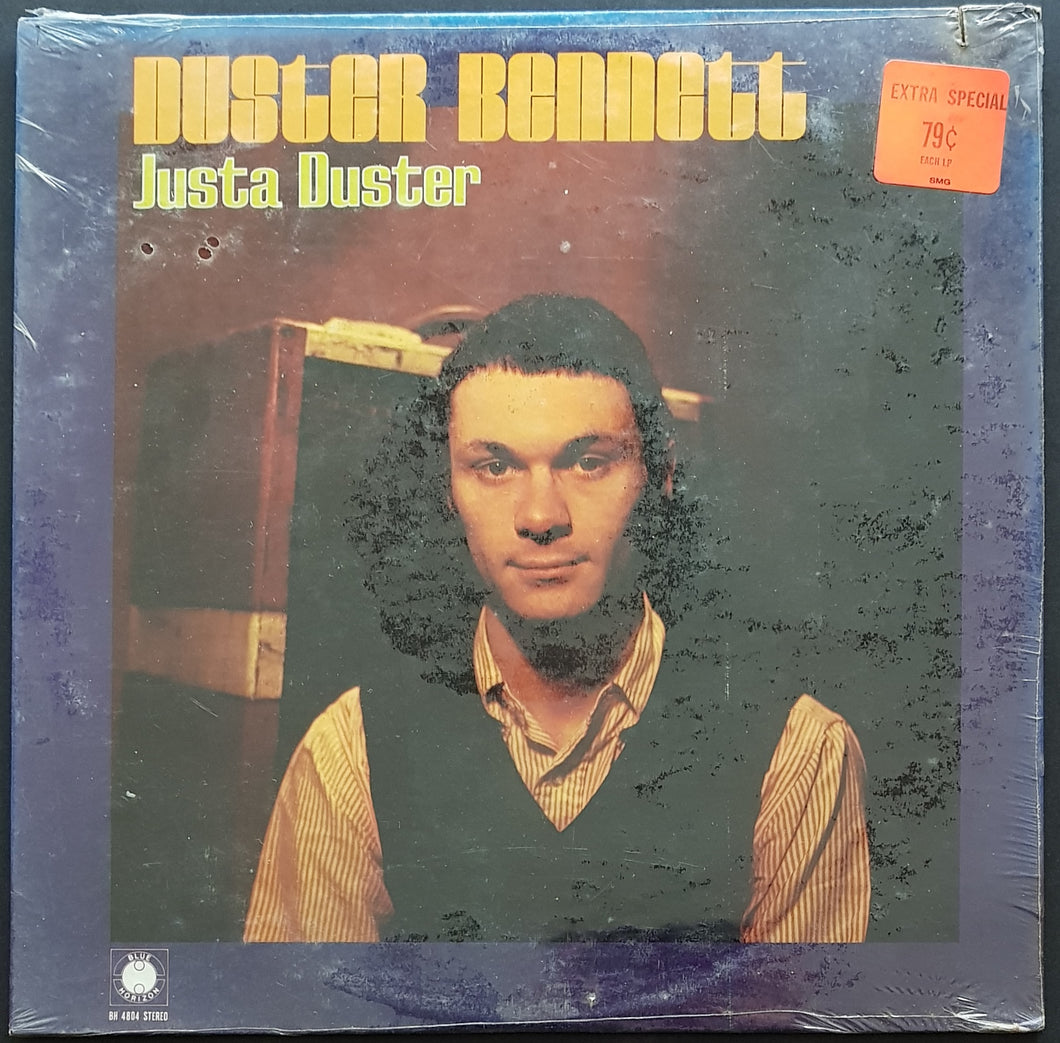 DUSTER BENNETT
Justa Duster
EXTRA SPECIAL
79¢
EACH LP
SMG
BLUE
HORIZON
BH 4804 STEREO